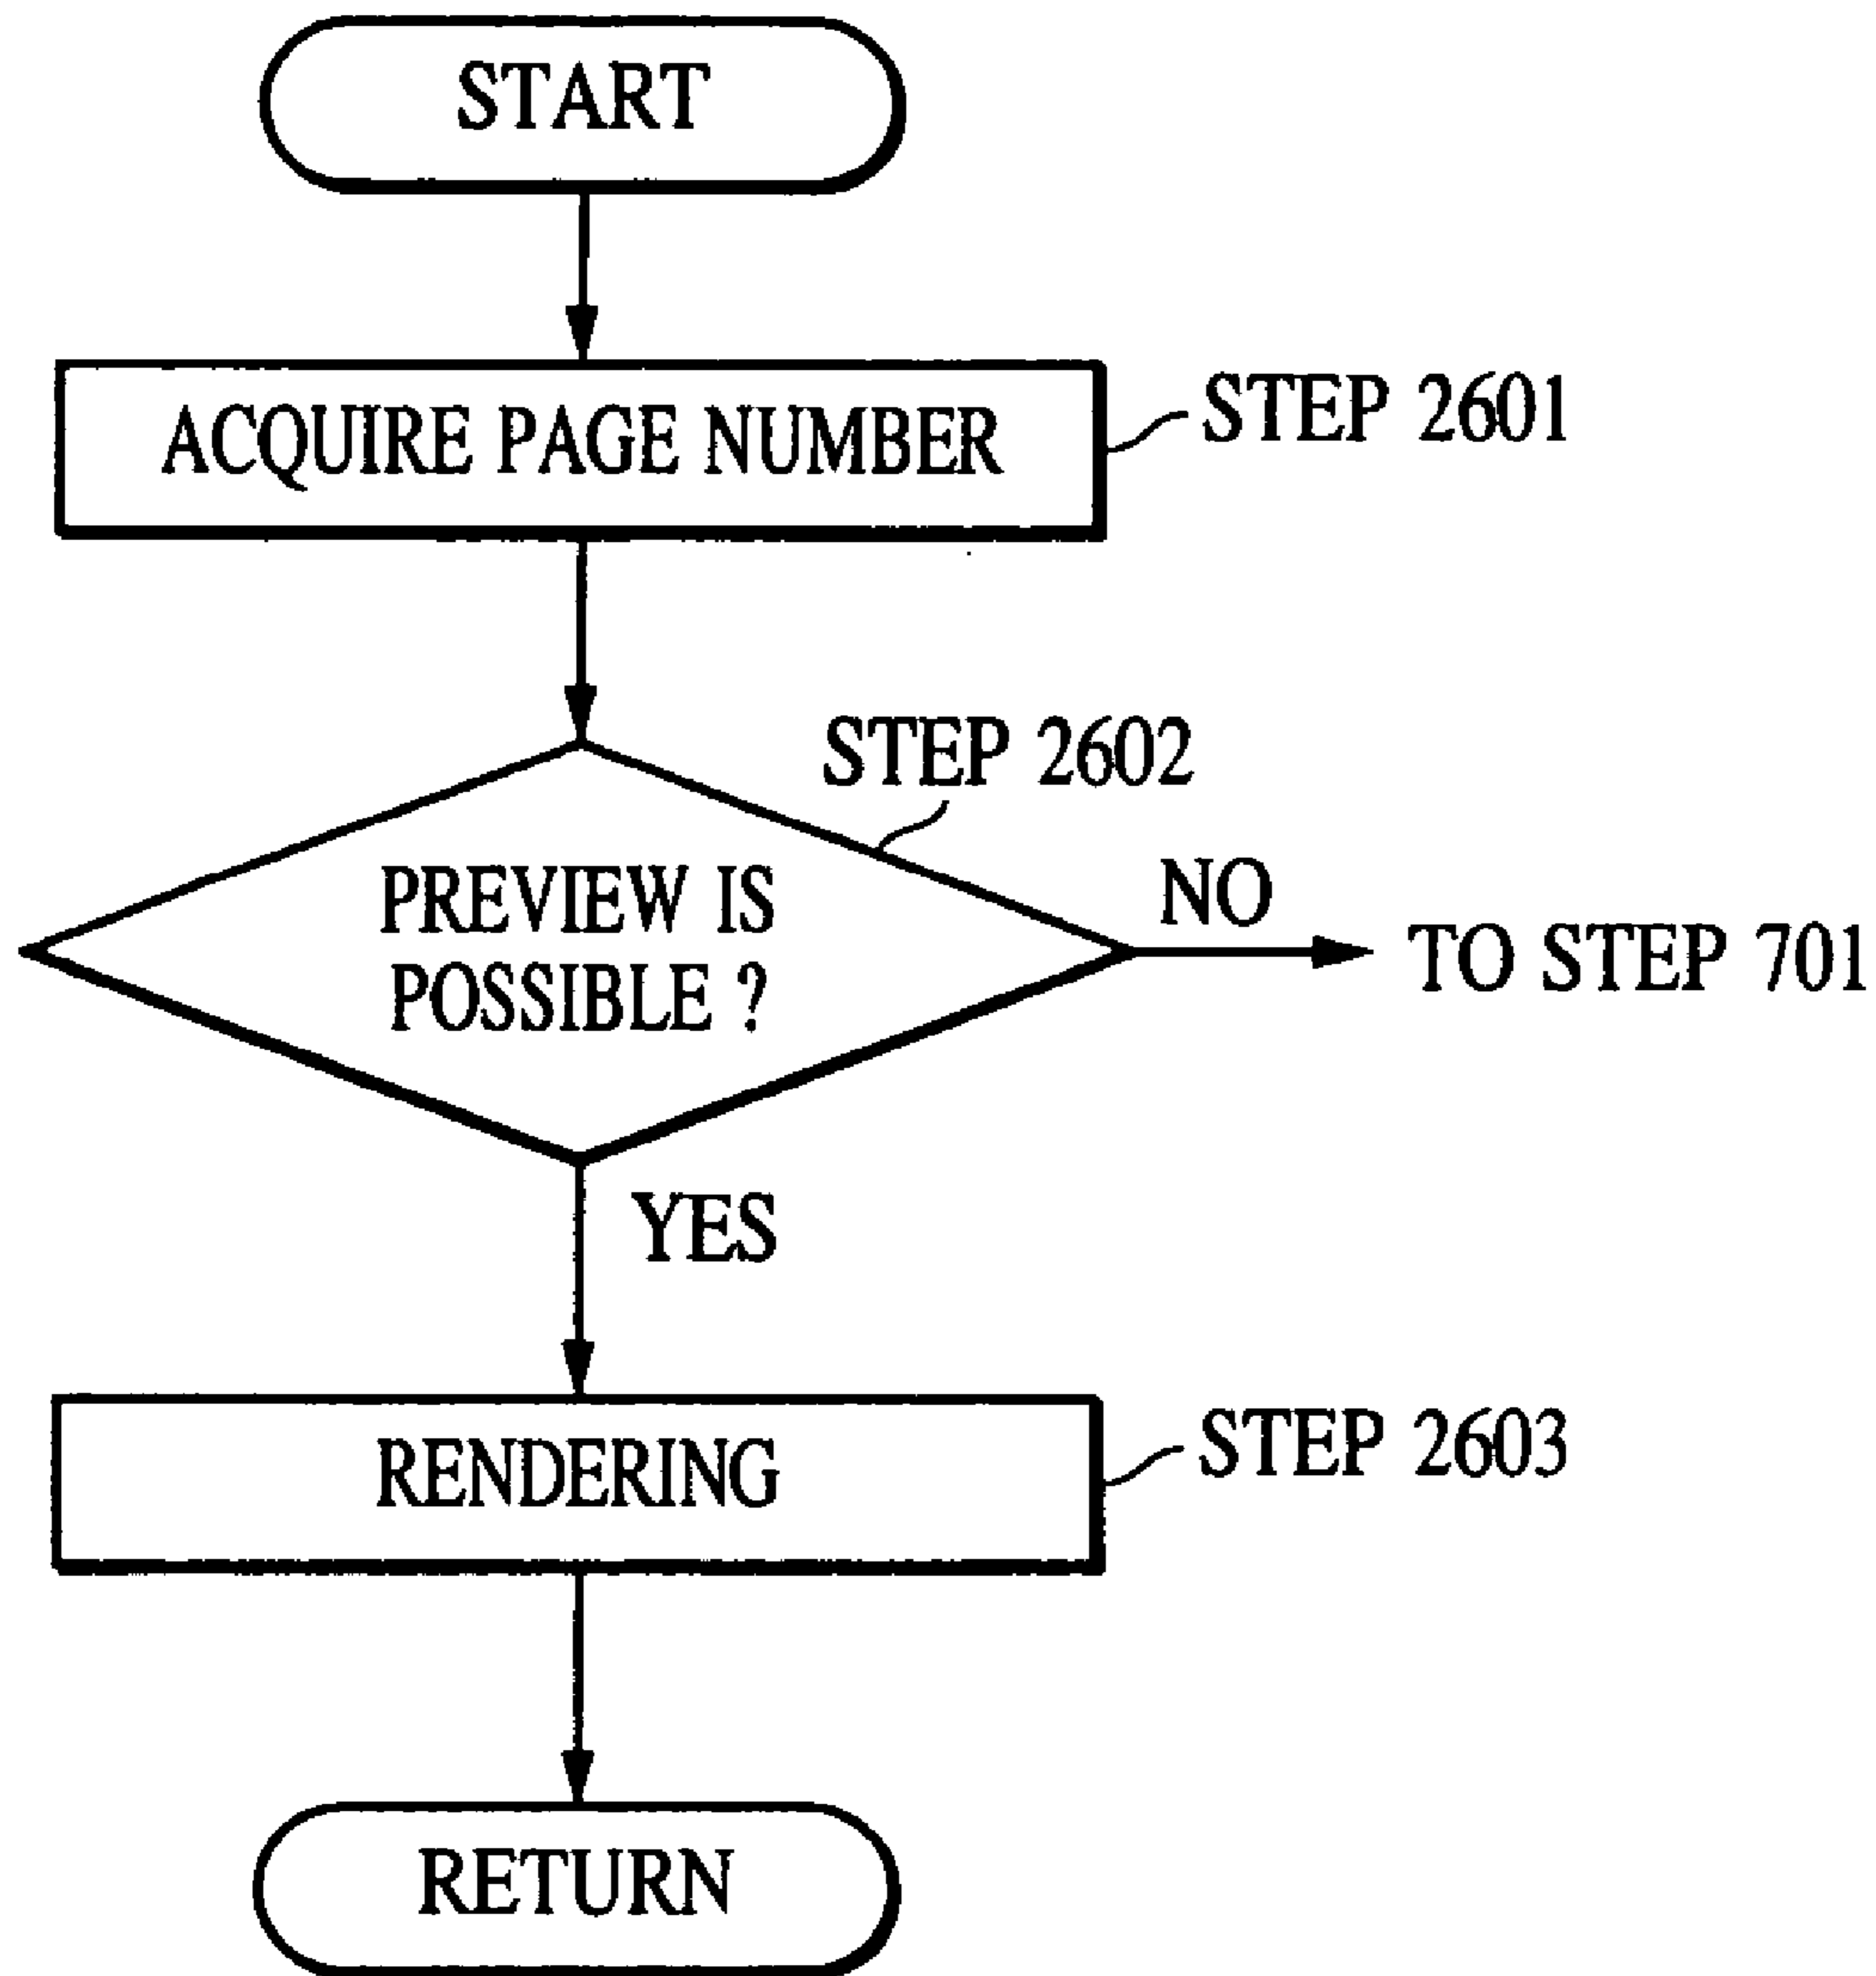 START
ACQUIRE PAGE NUMBER
STEP 2601
STEP 2602
PREVIEW IS
POSSIBLE ?
NO
TO STEP 701
YES
RENDERING
STEP 2603
RETURN